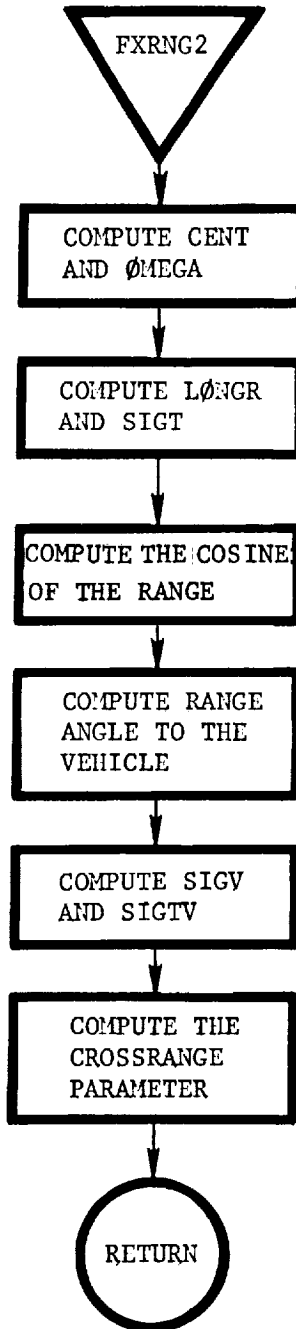 FXRNG2
COMPUTE CENT
AND ØMEGA
COMPUTE LØNGR
AND SIGT
COMPUTE THE COSINE
OF THE RANGE
COMPUTE RANGE
ANGLE TO THE
VEHICLE
COMPUTE SIGV
AND SIGTV
COMPUTE THE
CROSSRANGE
PARAMETER
RETURN